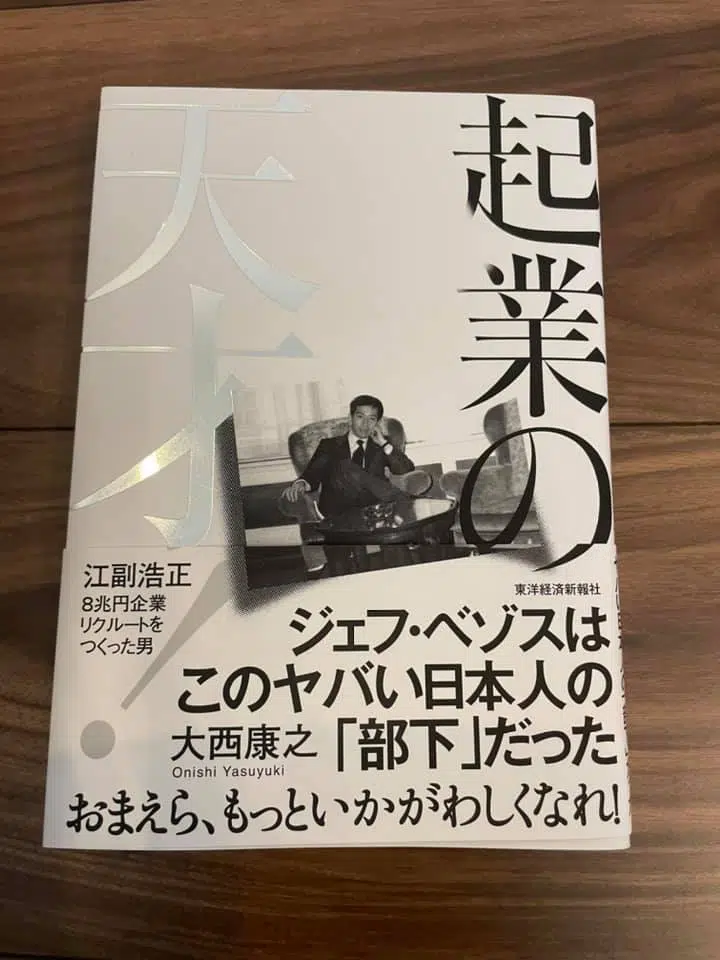 起業の
天才!
江副浩正
8兆円企業
リクルートを
つくった男
東洋経済新報社
ジェフ・ベゾスは
このヤバい日本人の
「部下」だった
大西康之
Onishi Yasuyuki
おまえら、もっといかがわしくなれ!